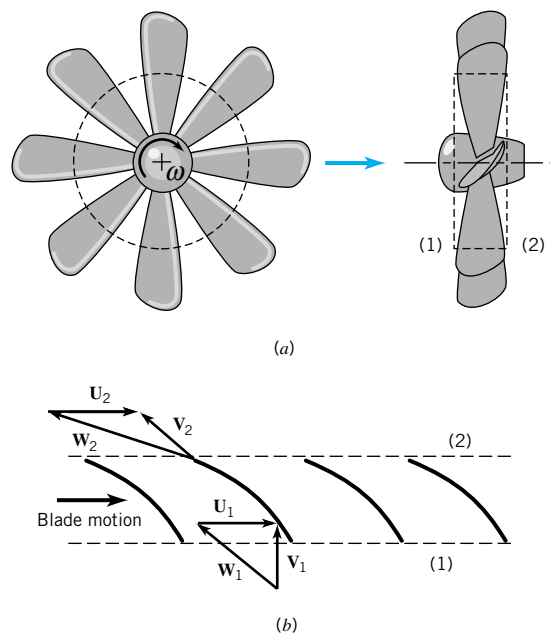 ω
(1) (2)
(a)
U2
V2
W2
(2)
U1
Blade motion
V1
W1
(1)
(b)